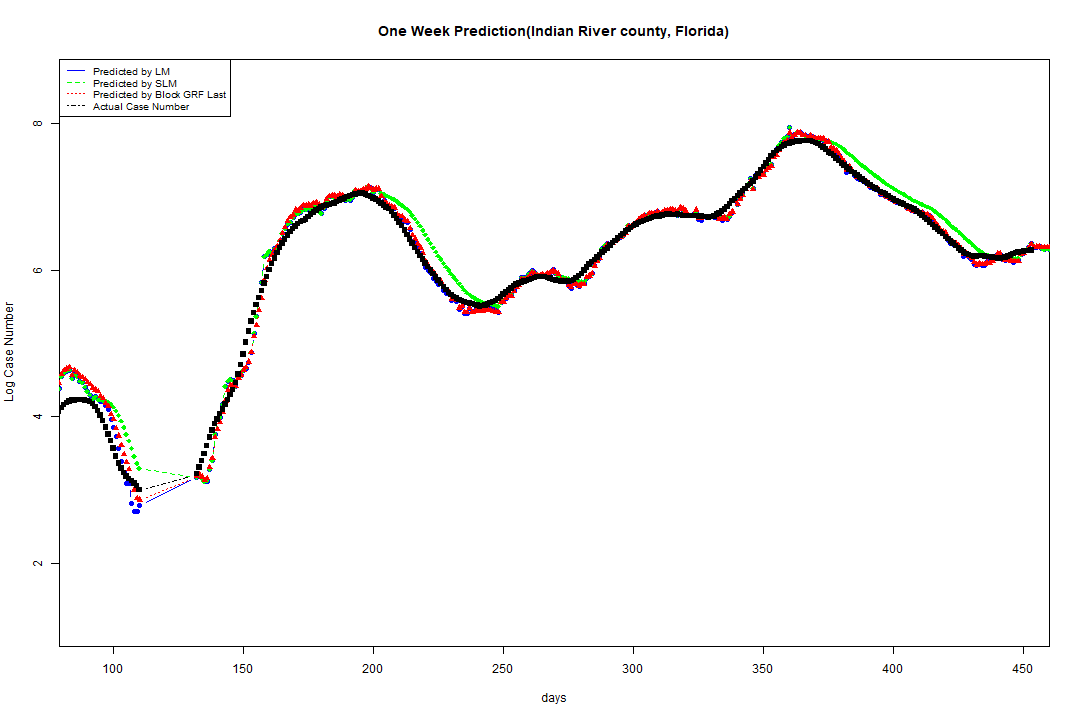 One Week Prediction(Indian River county, Florida)
Predicted by LM
Predicted by SLM
Predicted by Block GRF Last
Actual Case Number
8
6
4
2
Log Case Number
100 150 200 250 300 350 400 450
days